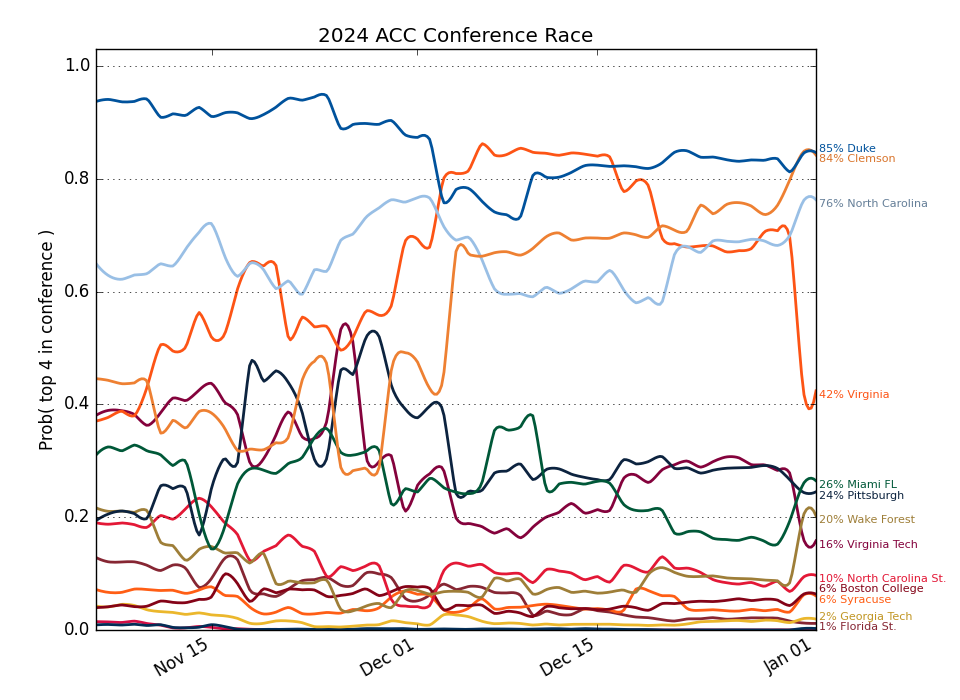 2024 ACC Conference Race
Prob( top 4 in conference )
1.0
0.8
0.6
0.4
0.2
0.0
Nov 15
Dec 01
Dec 15
Jan 01
85% Duke
84% Clemson
76% North Carolina
42% Virginia
26% Miami FL
24% Pittsburgh
20% Wake Forest
16% Virginia Tech
10% North Carolina St.
6% Boston College
6% Syracuse
2% Georgia Tech
1% Florida St.